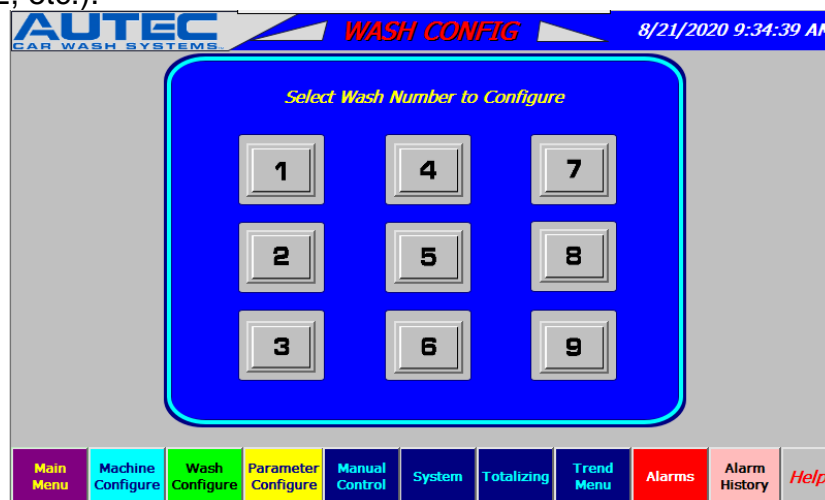 2, etc.).
AUTEC
CAR WASH SYSTEMS
WASH CONFIG
8/21/2020 9:34:39 AM
Select Wash Number to Configure
1 4 7
2 5 8
3 6 9
Main Menu
Machine Configure
Wash Configure
Parameter Configure
Manual Control
System
Totalizing
Trend Menu
Alarms
Alarm History
Help